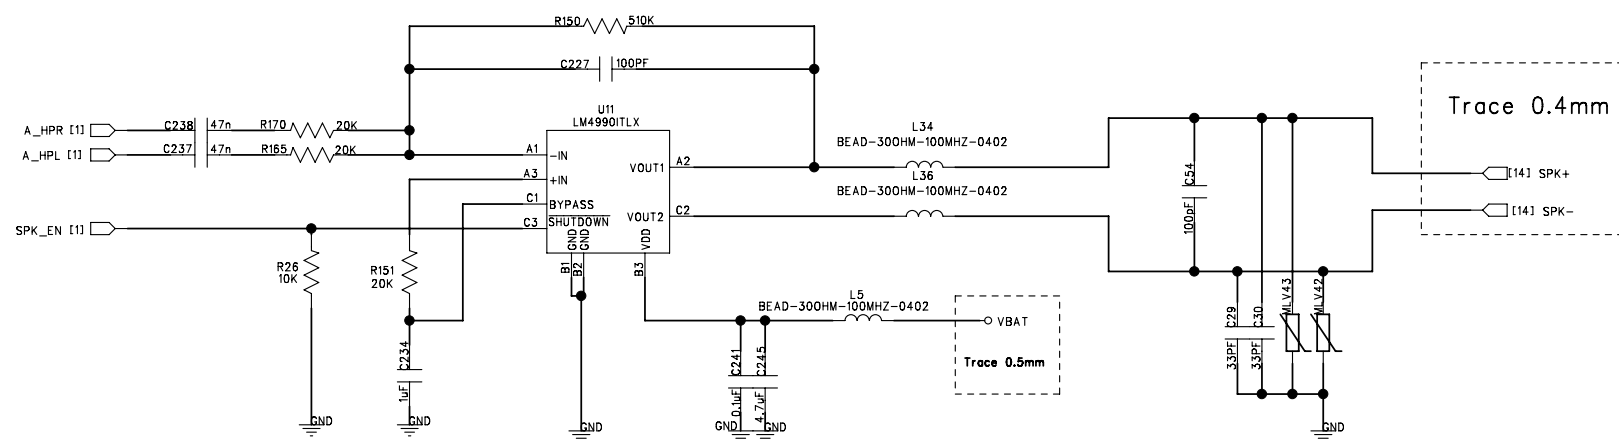 R150 510K
C227 100PF
U11
LM4990ITLX
A_HPR [1] C238 47n R170 20K
A_HPL [1] C237 47n R165 20K
A1 -IN
A3 +IN
C1 BYPASS
C3 SHUTDOWN
SPK_EN [1]
VOUT1 A2
VOUT2 C2
GND
GND
VDD
B1
B2
B3
L34
BEAD-30OHM-100MHZ-0402
L36
BEAD-30OHM-100MHZ-0402
C54
100pF
Trace 0.4mm
[14] SPK+
[14] SPK-
R26
10K
R151
20K
C234
1uF
L5
BEAD-30OHM-100MHZ-0402
VBAT
Trace 0.5mm
C241
0.1uF
C245
4.7uF
C29
33PF
C30
33PF
MLV43
MLV42
GND
GND
GND
GND
GND
GND